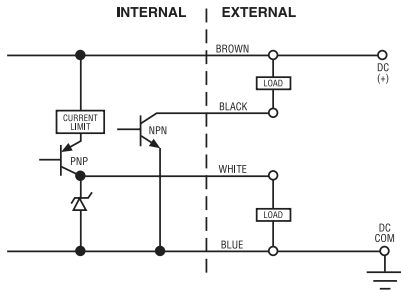 INTERNAL EXTERNAL
BROWN
DC
(+)
LOAD
BLACK
CURRENT
LIMIT
NPN
PNP
WHITE
LOAD
DC
COM
BLUE